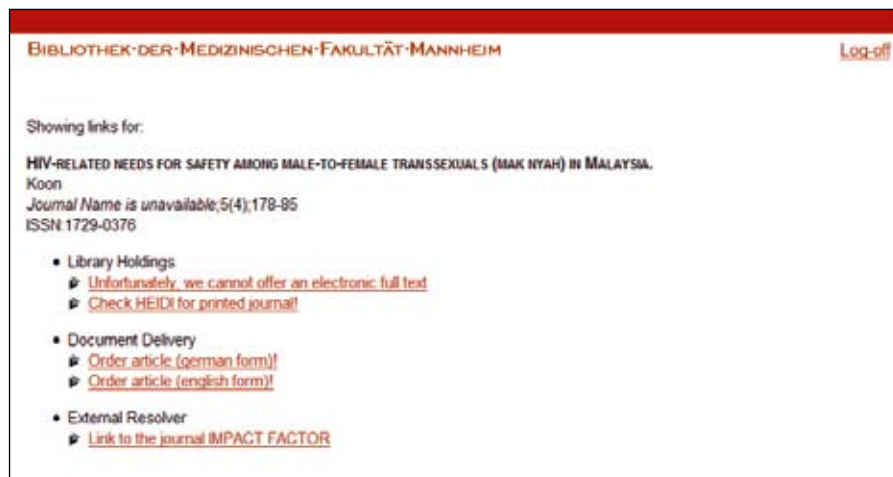 BIBLIOTHEK·DER·MEDIZINISCHEN·FAKULTÄT·MANNHEIM
Log-off
Showing links for:
HIV-RELATED NEEDS FOR SAFETY AMONG MALE-TO-FEMALE TRANSSEXUALS (MAK NYAH) IN MALAYSIA.
Koon
Journal Name is unavailable;5(4);178-85
ISSN:1729-0376
• Library Holdings
Unfortunately, we cannot offer an electronic full text
Check HEIDI for printed journal!
• Document Delivery
Order article (german form)!
Order article (english form)!
• External Resolver
Link to the journal IMPACT FACTOR